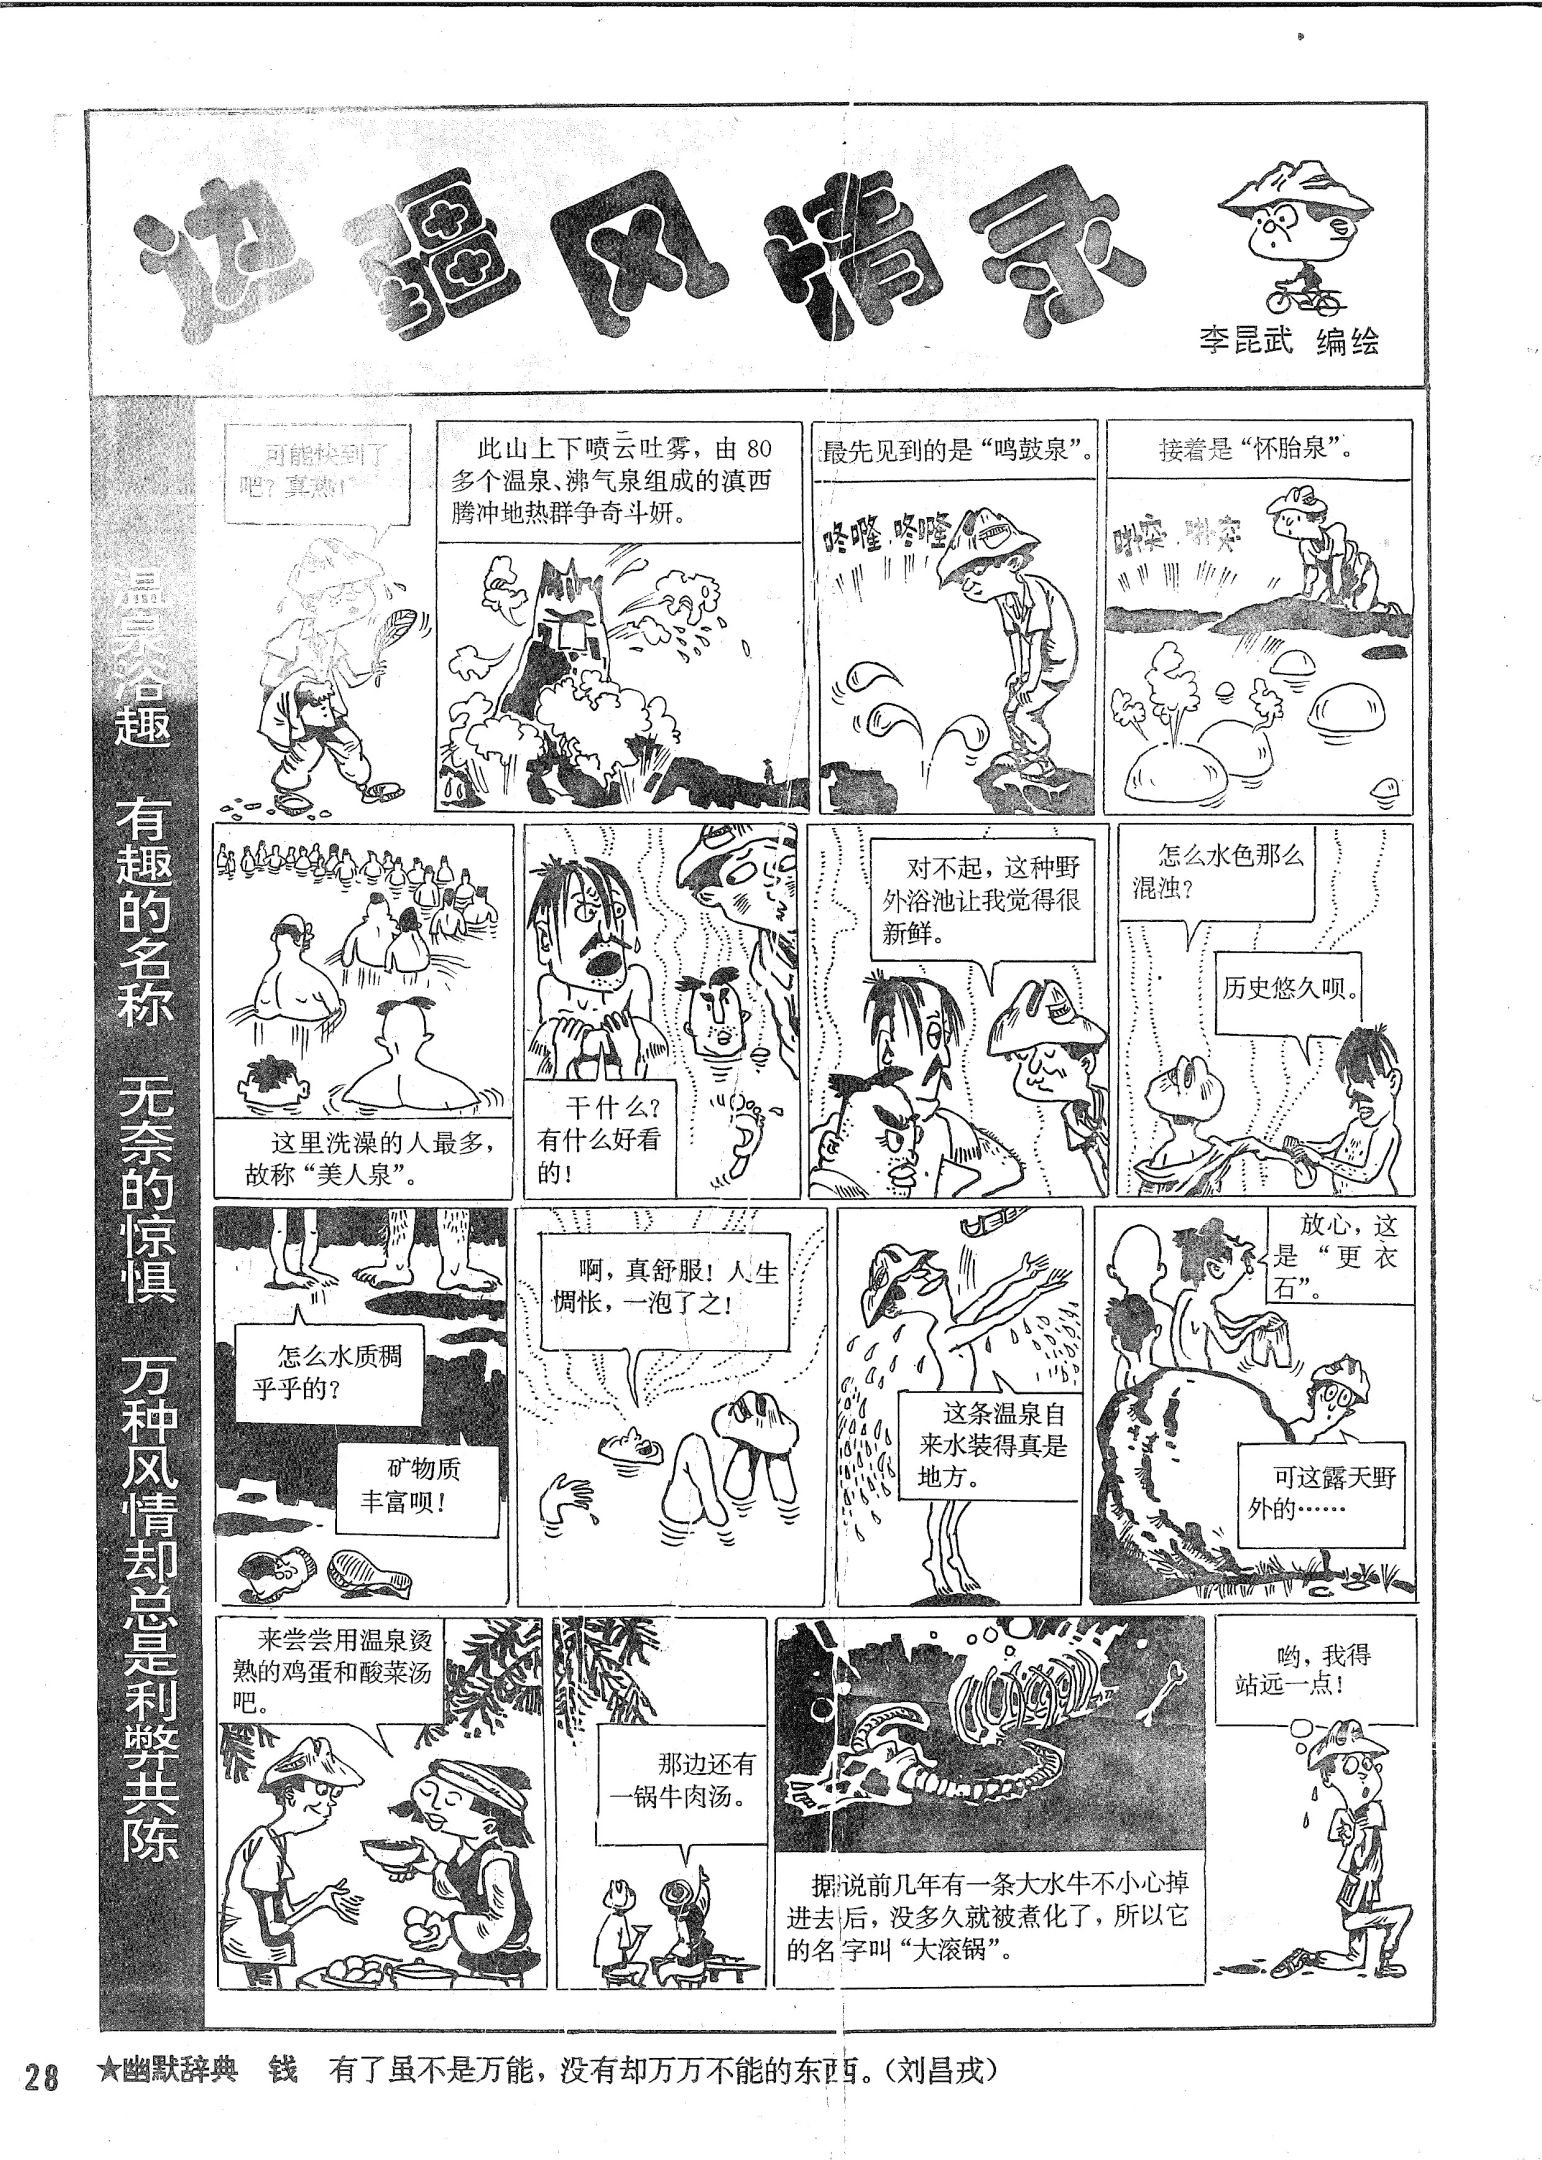 边疆风情录
李昆武 编绘
温泉浴趣 有趣的名称 无奈的惊惧 万种风情却总是利弊共陈
可能快到了
吧？真热！
此山上下喷云吐雾，由80
多个温泉、沸气泉组成的滇西
腾冲地热群争奇斗妍。
最先见到的是“鸣鼓泉”。
咚嚨.咚嚨.
接着是“怀胎泉”。
这里洗澡的人最多，
故称“美人泉”。
干什么？
有什么好看
的！
对不起，这种野
外浴池让我觉得很
新鲜。
怎么水色那么
混浊？
历史悠久呗。
怎么水质稠
乎乎的？
矿物质
丰富呗！
啊，真舒服！人生
惆怅，一泡了之！
这条温泉自
来水装得真是
地方。
放心，这
是“更衣
石”。
可这露天野
外的……
来尝尝用温泉烫
熟的鸡蛋和酸菜汤
吧。
那边还有
一锅牛肉汤。
据说前几年有一条大水牛不小心掉
进去后，没多久就被煮化了，所以它
的名字叫“大滚锅”。
哟，我得
站远一点！
28 ★幽默辞典 钱 有了虽不是万能，没有却万万不能的东西。（刘昌戎）